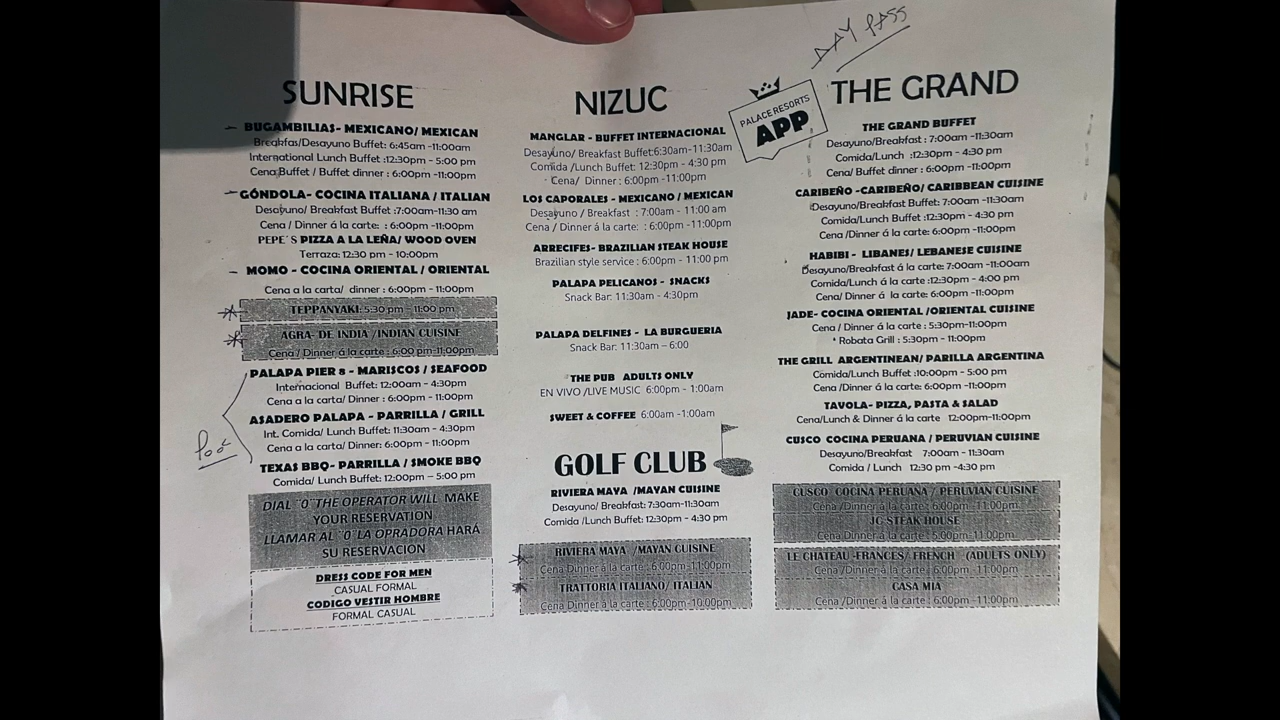 DAY PASS
SUNRISE
BUGAMBILIAS- MEXICANO/ MEXICAN
Breakfas/Desayuno Buffet: 6:45am -11:00am
International Lunch Buffet :12:30pm - 5:00 pm
Cena Buffet / Buffet dinner : 6:00pm -11:00pm
GÓNDOLA- COCINA ITALIANA / ITALIAN
Desayuno/ Breakfast Buffet :7:00am-11:30 am
Cena / Dinner á la carte: : 6:00pm -11:00pm
PEPE´S PIZZA A LA LEÑA/ WOOD OVEN
Terraza: 12:30 pm - 10:00pm
MOMO - COCINA ORIENTAL / ORIENTAL
Cena a la carta/ dinner : 6:00pm -11:00pm
TEPPANYAKI: 5:30 pm - 11:00 pm
AGRA- DE INDIA /INDIAN CUISINE
Cena / Dinner á la carte : 6:00 pm-11:00pm
PALAPA PIER 8 - MARISCOS / SEAFOOD
Internacional Buffet: 12:00am - 4:30pm
Cena a la carta/ Dinner : 6:00pm -11:00pm
ASADERO PALAPA - PARRILLA / GRILL
Int. Comida/ Lunch Buffet: 11:30am - 4:30pm
Cena a la carta/ Dinner: 6:00pm -11:00pm
TEXAS BBQ- PARRILLA / SMOKE BBQ
Comida/ Lunch Buffet: 12:00pm – 5:00 pm
DIAL ¨0¨THE OPERATOR WILL MAKE
YOUR RESERVATION
LLAMAR AL ¨0¨ LA OPRADORA HARÁ
SU RESERVACION
DRESS CODE FOR MEN
CASUAL FORMAL
CODIGO VESTIR HOMBRE
FORMAL CASUAL
NIZUC
MANGLAR - BUFFET INTERNACIONAL
Desayuno/ Breakfast Buffet:6:30am-11:30am
Comida /Lunch Buffet: 12:30pm - 4:30 pm
Cena/ Dinner : 6:00pm -11:00pm
LOS CAPORALES - MEXICANO / MEXICAN
Desayuno / Breakfast : 7:00am - 11:00 am
Cena / Dinner á la carte: : 6:00pm -11:00pm
ARRECIFES- BRAZILIAN STEAK HOUSE
Brazilian style service : 6:00pm - 11:00 pm
PALAPA PELICANOS - SNACKS
Snack Bar: 11:30am - 4:30pm
PALAPA DELFINES - LA BURGUERIA
Snack Bar: 11:30am – 6:00
THE PUB ADULTS ONLY
EN VIVO /LIVE MUSIC 6:00pm - 1:00am
SWEET & COFFEE 6:00am -1:00am
GOLF CLUB
RIVIERA MAYA /MAYAN CUISINE
Desayuno/ Breakfast: 7:30am-11:30am
Comida /Lunch Buffet: 12:30pm - 4:30 pm
RIVIERA MAYA /MAYAN CUISINE
Cena Dinner á la carte : 6:00pm-11:00pm
TRATTORIA ITALIANO/ ITALIAN
Cena Dinner á la carte : 6:00pm-10:00pm
PALACE RESORTS
APP
THE GRAND
THE GRAND BUFFET
Desayuno/Breakfast : 7:00am -11:30am
Comida/Lunch :12:30pm - 4:30 pm
Cena/ Buffet dinner : 6:00pm -11:00pm
CARIBEÑO -CARIBEÑO/ CARIBBEAN CUISINE
Desayuno/Breakfast Buffet: 7:00am -11:30am
Comida/Lunch Buffet :12:30pm - 4:30 pm
Cena /Dinner á la carte: 6:00pm -11:00pm
HABIBI - LIBANES/ LEBANESE CUISINE
Desayuno/Breakfast á la carte: 7:00am -11:00am
Comida/Lunch á la carte :12:30pm - 4:00 pm
Cena/ Dinner á la carte: 6:00pm -11:00pm
JADE- COCINA ORIENTAL /ORIENTAL CUISINE
Cena / Dinner á la carte : 5:30pm-11:00pm
* Robata Grill : 5:30pm - 11:00pm
THE GRILL ARGENTINEAN/ PARILLA ARGENTINA
Comida/Lunch Buffet :10:00pm - 5:00 pm
Cena /Dinner á la carte: 6:00pm -11:00pm
TAVOLA- PIZZA, PASTA & SALAD
Cena/Lunch & Dinner á la carte 12:00pm-11:00pm
CUSCO COCINA PERUANA / PERUVIAN CUISINE
Desayuno/Breakfast 7:00am - 11:30am
Comida / Lunch 12:30 pm -4:30 pm
CUSCO COCINA PERUANA / PERUVIAN CUISINE
Cena /Dinner á la carte : 6:00pm -11:00pm
JC STEAK HOUSE
Cena Dinner á la carte : 5:00pm-11:00pm
LE CHATEAU-FRANCES/ FRENCH (ADULTS ONLY)
Cena /Dinner á la carte : 6:00pm -11:00pm
CASA MIA
Cena /Dinner á la carte : 6:00pm -11:00pm